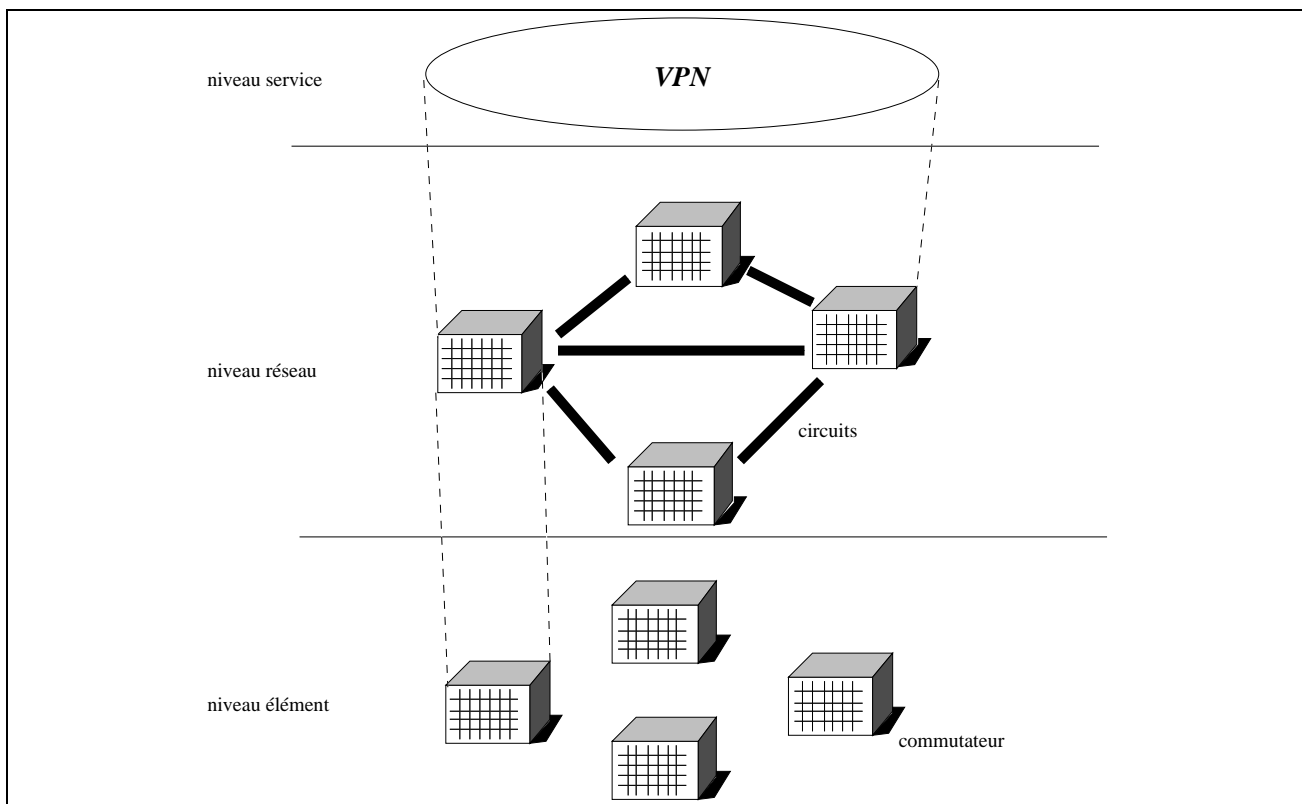 niveau service
VPN
niveau réseau
circuits
niveau élément
commutateur